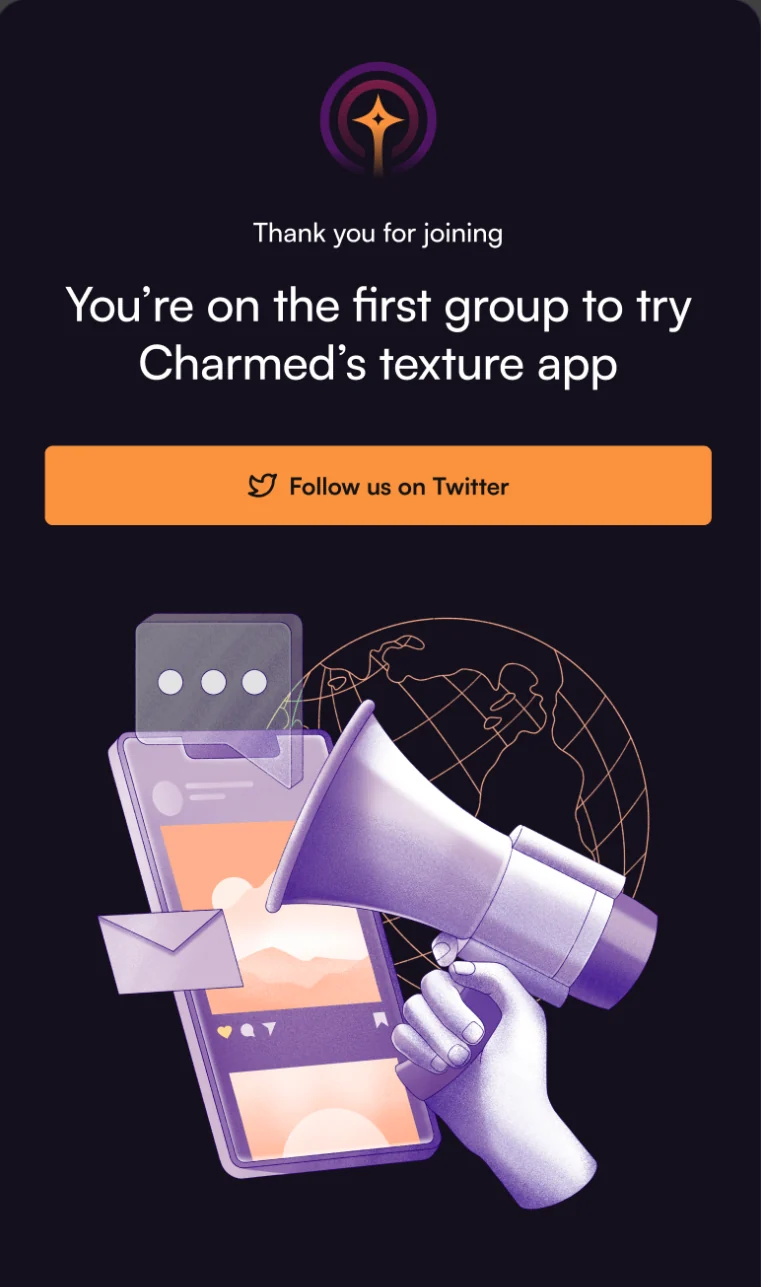 Thank you for joining
You’re on the first group to try
Charmed’s texture app
Follow us on Twitter